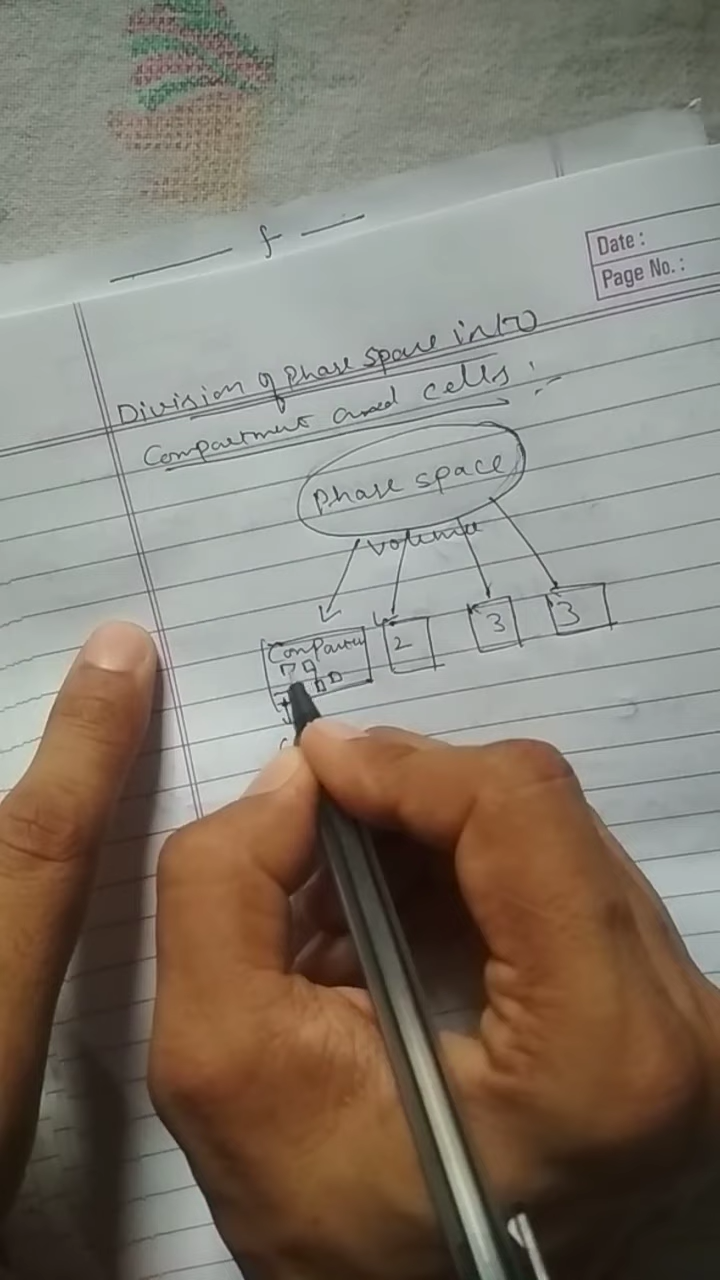 f
Date :
Page No. :
Division of Phase Space into
Compartment and cells :-
Phase space
Volume
2
3
3